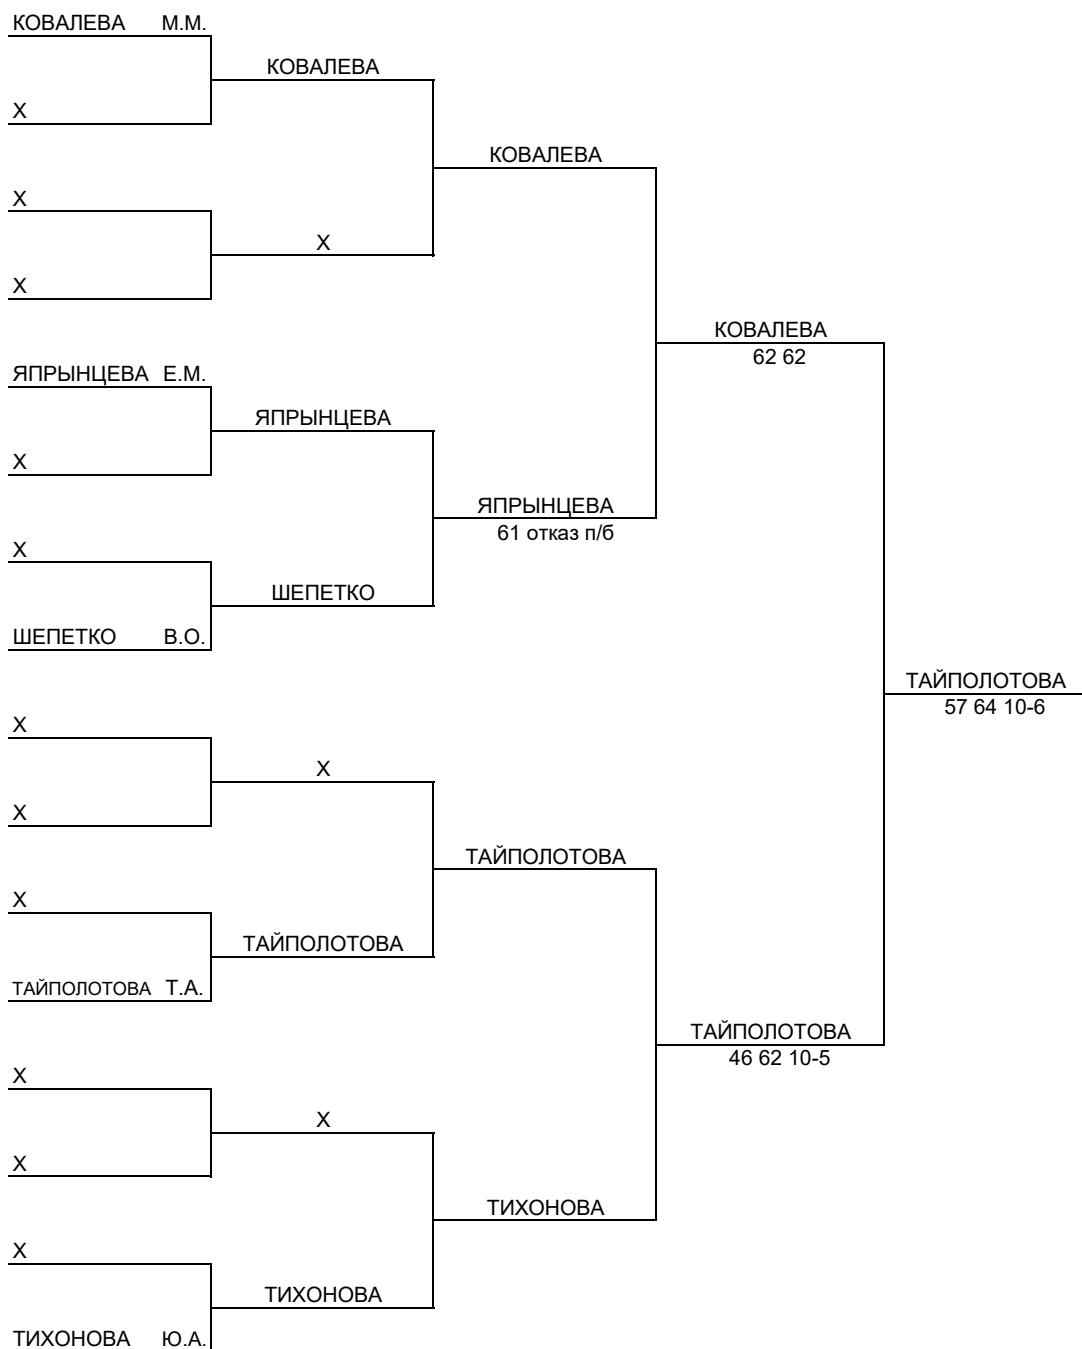 КОВАЛЕВА М.М.
КОВАЛЕВА
X
КОВАЛЕВА
X
X
X
КОВАЛЕВА
62 62
ЯПРЫНЦЕВА Е.М.
ЯПРЫНЦЕВА
X
ЯПРЫНЦЕВА
61 отказ п/б
X
ШЕПЕТКО
ШЕПЕТКО В.О.
ТАЙПОЛОТОВА
57 64 10-6
X
X
X
ТАЙПОЛОТОВА
X
ТАЙПОЛОТОВА
ТАЙПОЛОТОВА Т.А.
ТАЙПОЛОТОВА
46 62 10-5
X
X
X
ТИХОНОВА
X
ТИХОНОВА
ТИХОНОВА Ю.А.